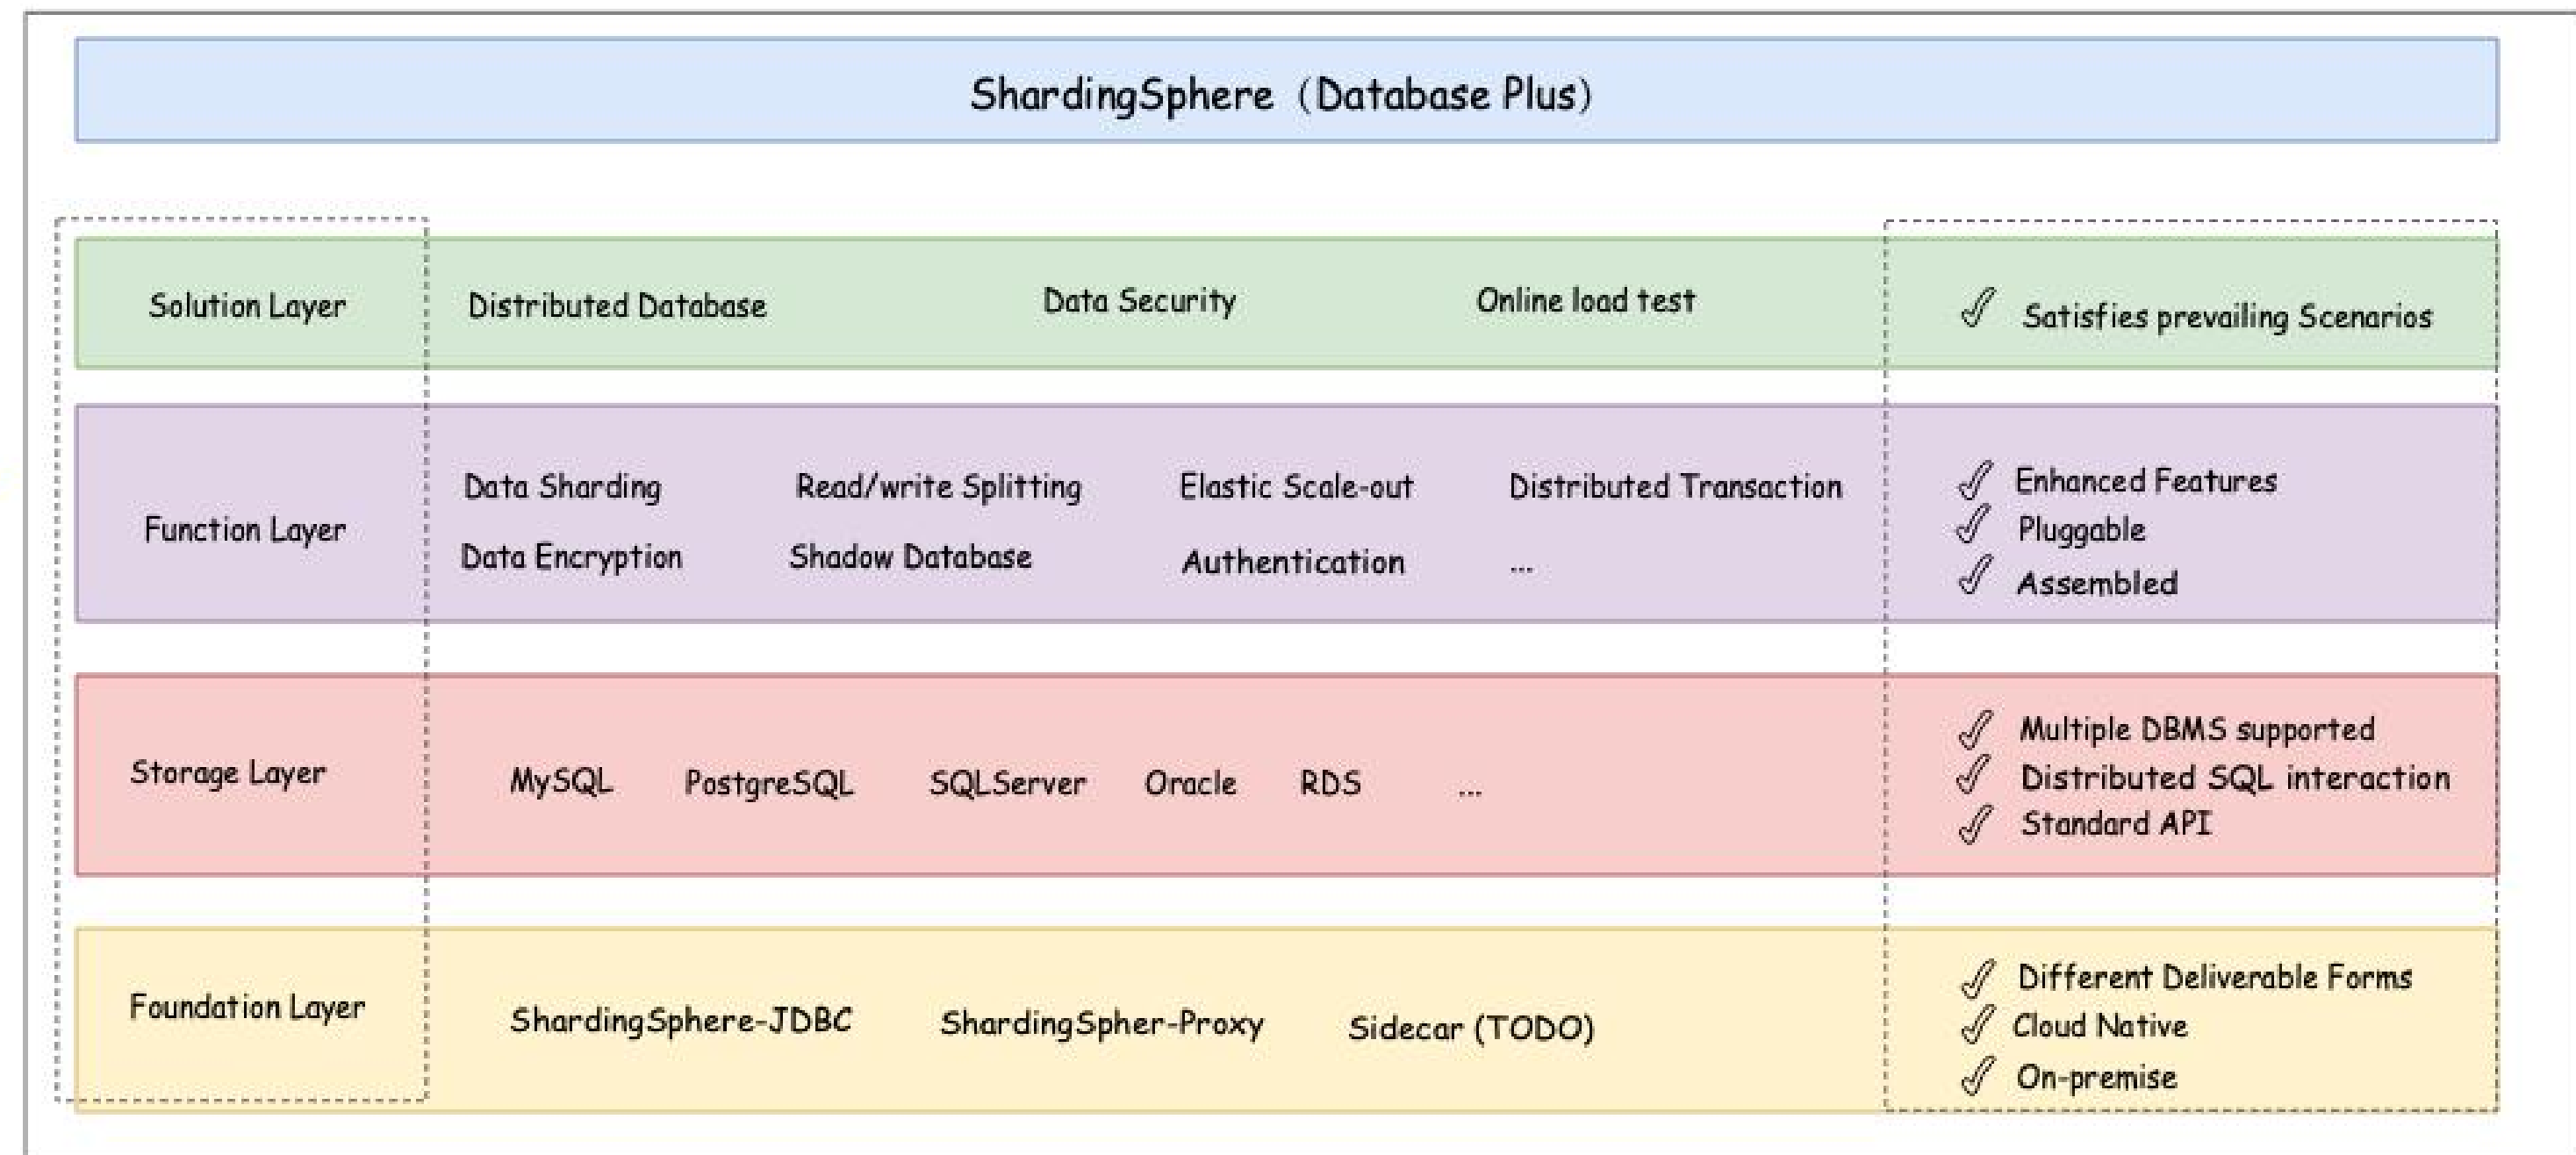 ShardingSphere (Database Plus)
Solution Layer
Distributed Database
Data Security
Online load test
Satisfies prevailing Scenarios
Function Layer
Data Sharding
Read/write Splitting
Elastic Scale-out
Distributed Transaction
Data Encryption
Shadow Database
Authentication
...
Enhanced Features
Pluggable
Assembled
Storage Layer
MySQL
PostgreSQL
SQLServer
Oracle
RDS
...
Multiple DBMS supported
Distributed SQL interaction
Standard API
Foundation Layer
ShardingSphere-JDBC
ShardingSpher-Proxy
Sidecar (TODO)
Different Deliverable Forms
Cloud Native
On-premise